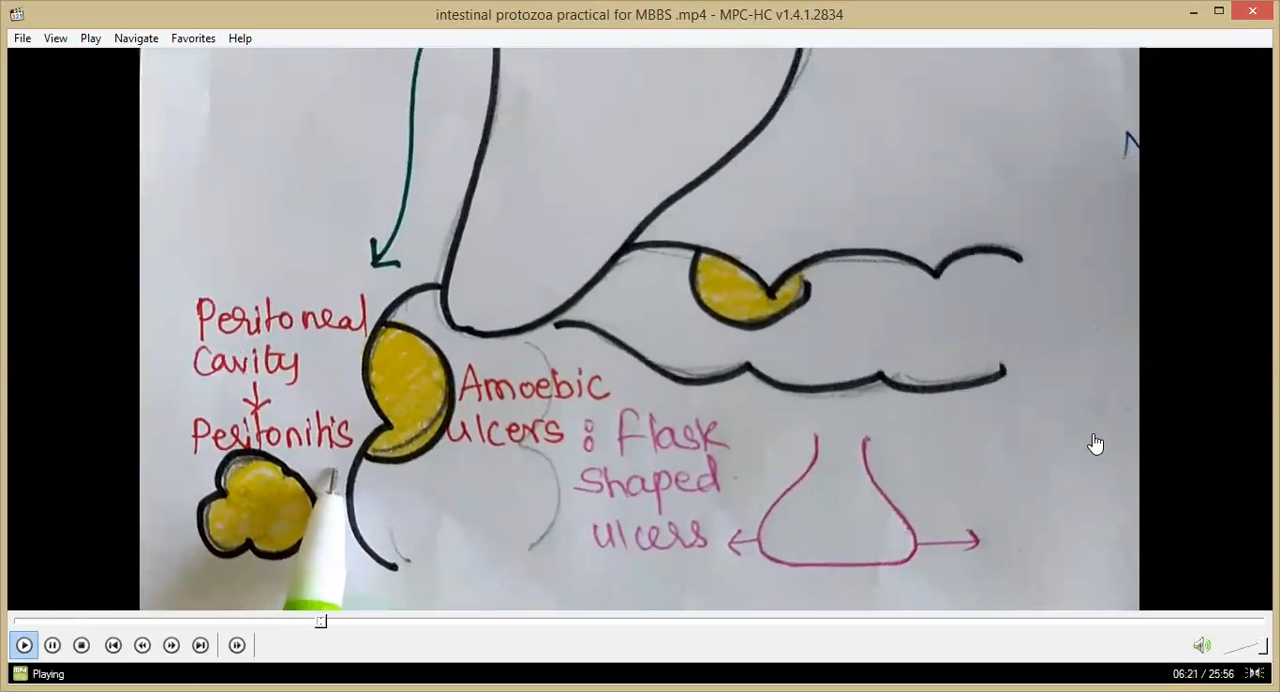 intestinal protozoa practical for MBBS .mp4 - MPC-HC v1.4.1.2834
File View Play Navigate Favorites Help
Peritoneal
Cavity
↓
Peritonitis
Amoebic
ulcers : flask
shaped
ulcers
Playing
06:21 / 25:56